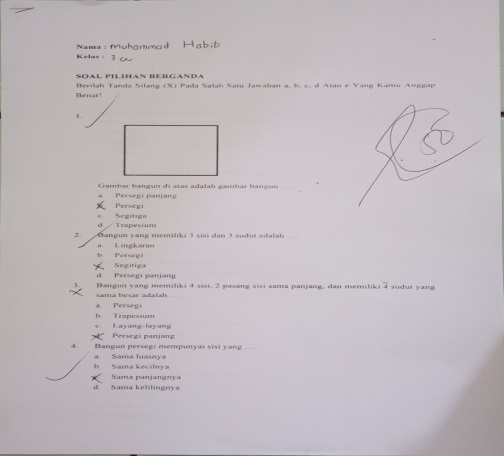 Nama : Muhammad Habib
Kelas : 3 a
SOAL PILIHAN BERGANDA
Berilah Tanda Silang (X) Pada Salah Satu Jawaban a, b, c, d Atau e Yang Kamu Anggap
Benar!
1.
Gambar bangun di atas adalah gambar bangun ....
a. Persegi panjang
Persegi
c. Segitiga
d. Trapesium
2. Bangun yang memiliki 3 sisi dan 3 sudut adalah ....
a. Lingkaran
b. Persegi
Segitiga
d. Persegi panjang
3. Bangun yang memiliki 4 sisi, 2 pasang sisi sama panjang, dan memiliki 4 sudut yang
sama besar adalah ....
a. Persegi
b. Trapesium
c. Layang-layang
Persegi panjang
4. Bangun persegi mempunyai sisi yang ....
a. Sama luasnya
b. Sama kecilnya
Sama panjangnya
d. Sama kelilingnya